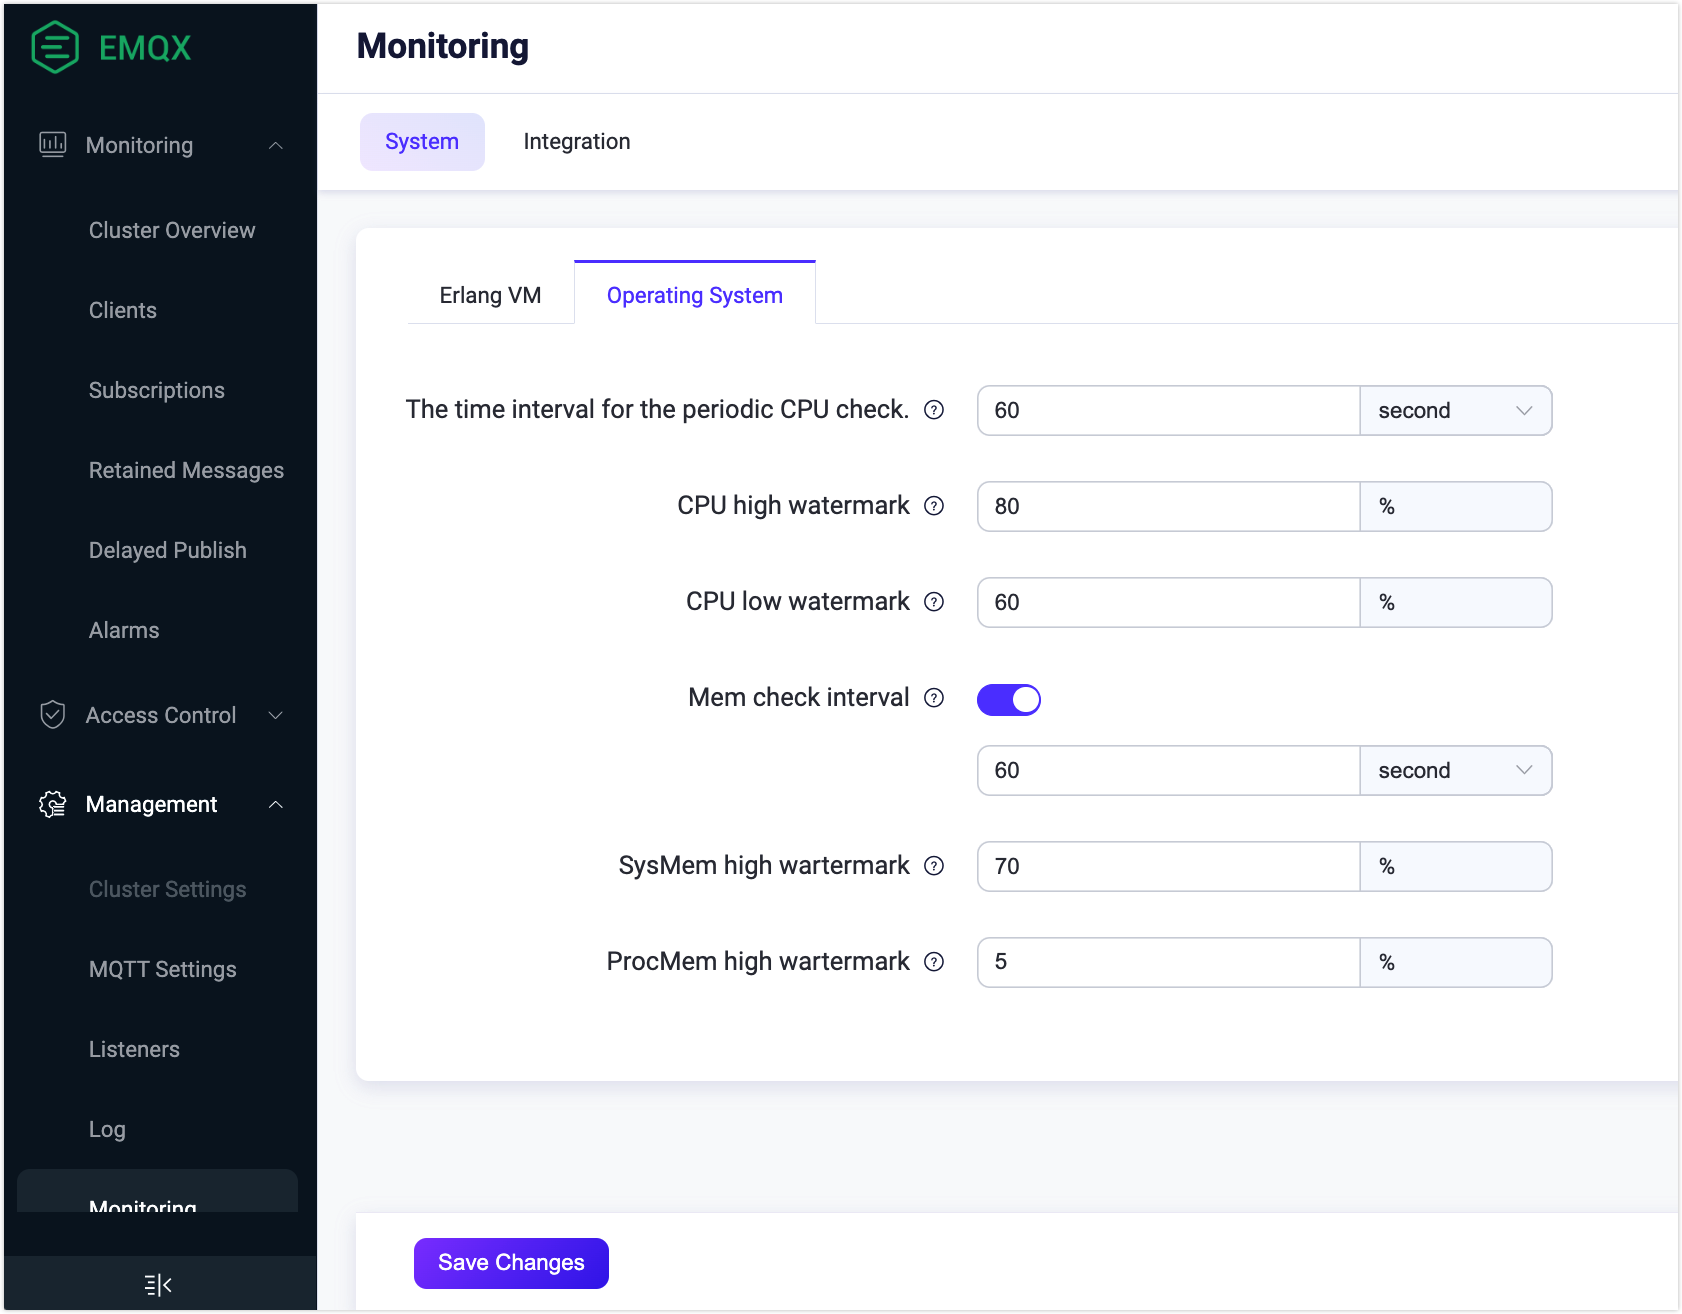 EMQX
Monitoring
Cluster Overview
Clients
Subscriptions
Retained Messages
Delayed Publish
Alarms
Access Control
Management
Cluster Settings
MQTT Settings
Listeners
Log
Monitoring
Monitoring
System Integration
Erlang VM Operating System
The time interval for the periodic CPU check. ? 60 second
CPU high watermark ? 80 %
CPU low watermark ? 60 %
Mem check interval ?
60 second
SysMem high wartermark ? 70 %
ProcMem high wartermark ? 5 %
Save Changes